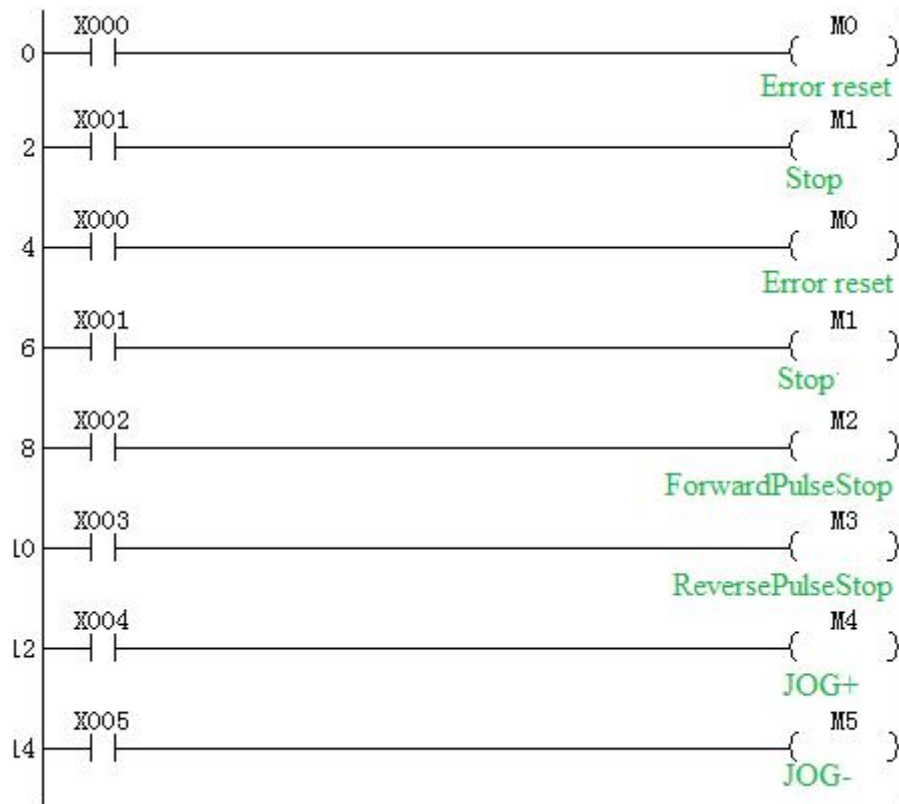 X000 M0
0
Error reset
X001 M1
2
Stop
X000 M0
4
Error reset
X001 M1
6
Stop
X002 M2
8
ForwardPulseStop
X003 M3
10
ReversePulseStop
X004 M4
12
JOG+
X005 M5
14
JOG-